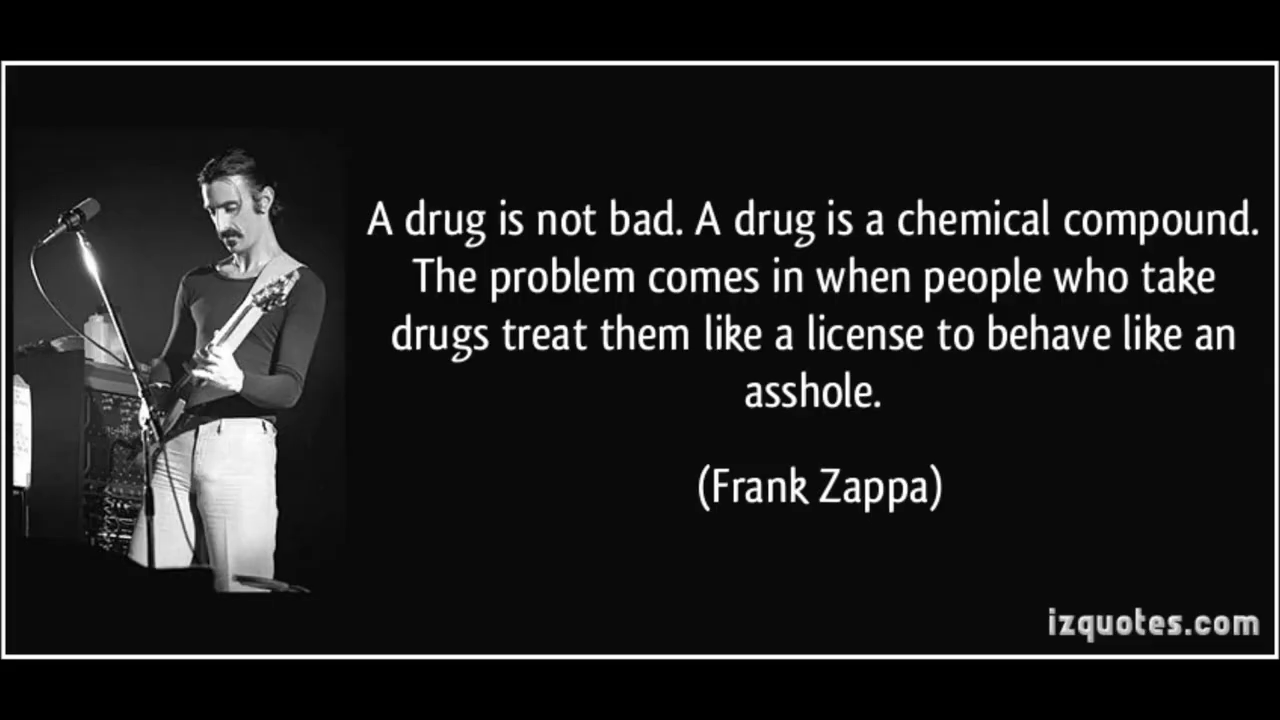 A drug is not bad. A drug is a chemical compound.
The problem comes in when people who take
drugs treat them like a license to behave like an
asshole.
(Frank Zappa)
izquotes.com